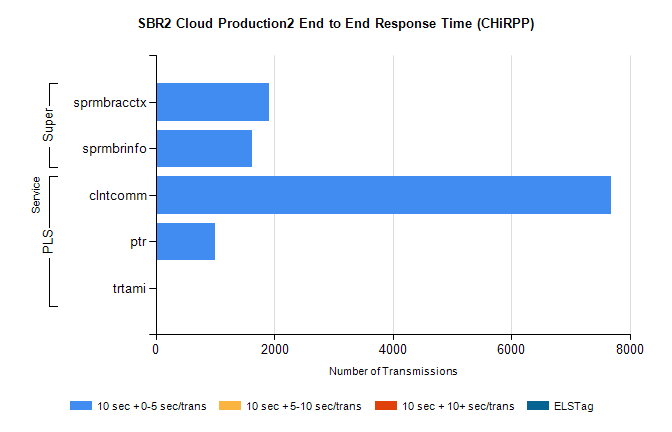 SBR2 Cloud Production2 End to End Response Time (CHiRPP)
Super
sprmbracctx
sprmbrinfo
Service
PLS
clntcomm
ptr
trtami
0 2000 4000 6000 8000
Number of Transmissions
10 sec +0-5 sec/trans 10 sec +5-10 sec/trans 10 sec + 10+ sec/trans ELSTag